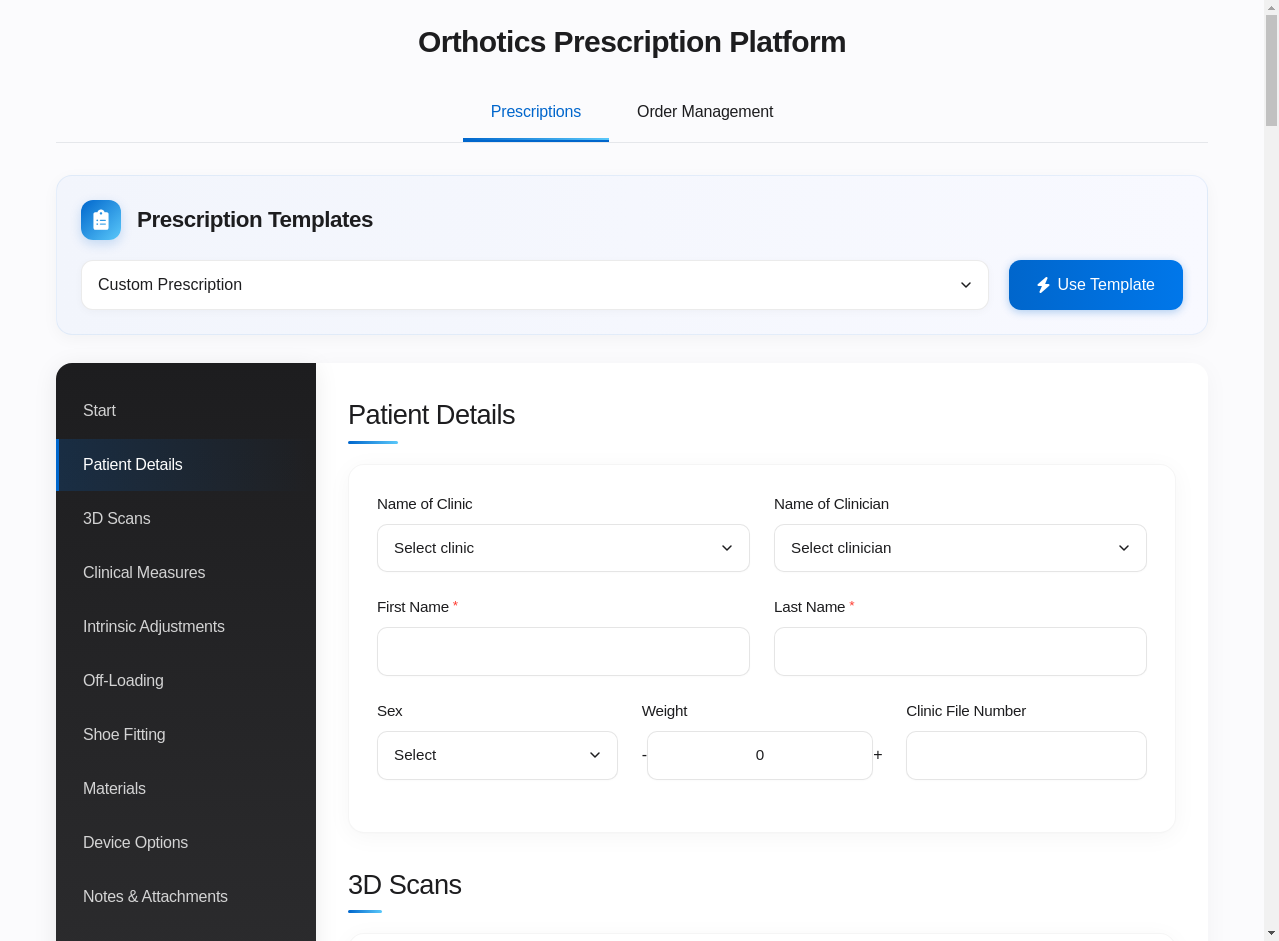 Orthotics Prescription Platform
Prescriptions
Order Management
Prescription Templates
Custom Prescription
Use Template
Start
Patient Details
3D Scans
Clinical Measures
Intrinsic Adjustments
Off-Loading
Shoe Fitting
Materials
Device Options
Notes & Attachments
Patient Details
Name of Clinic
Name of Clinician
Select clinic
Select clinician
First Name *
Last Name *
Sex
Weight
Clinic File Number
Select
- 0 +
3D Scans